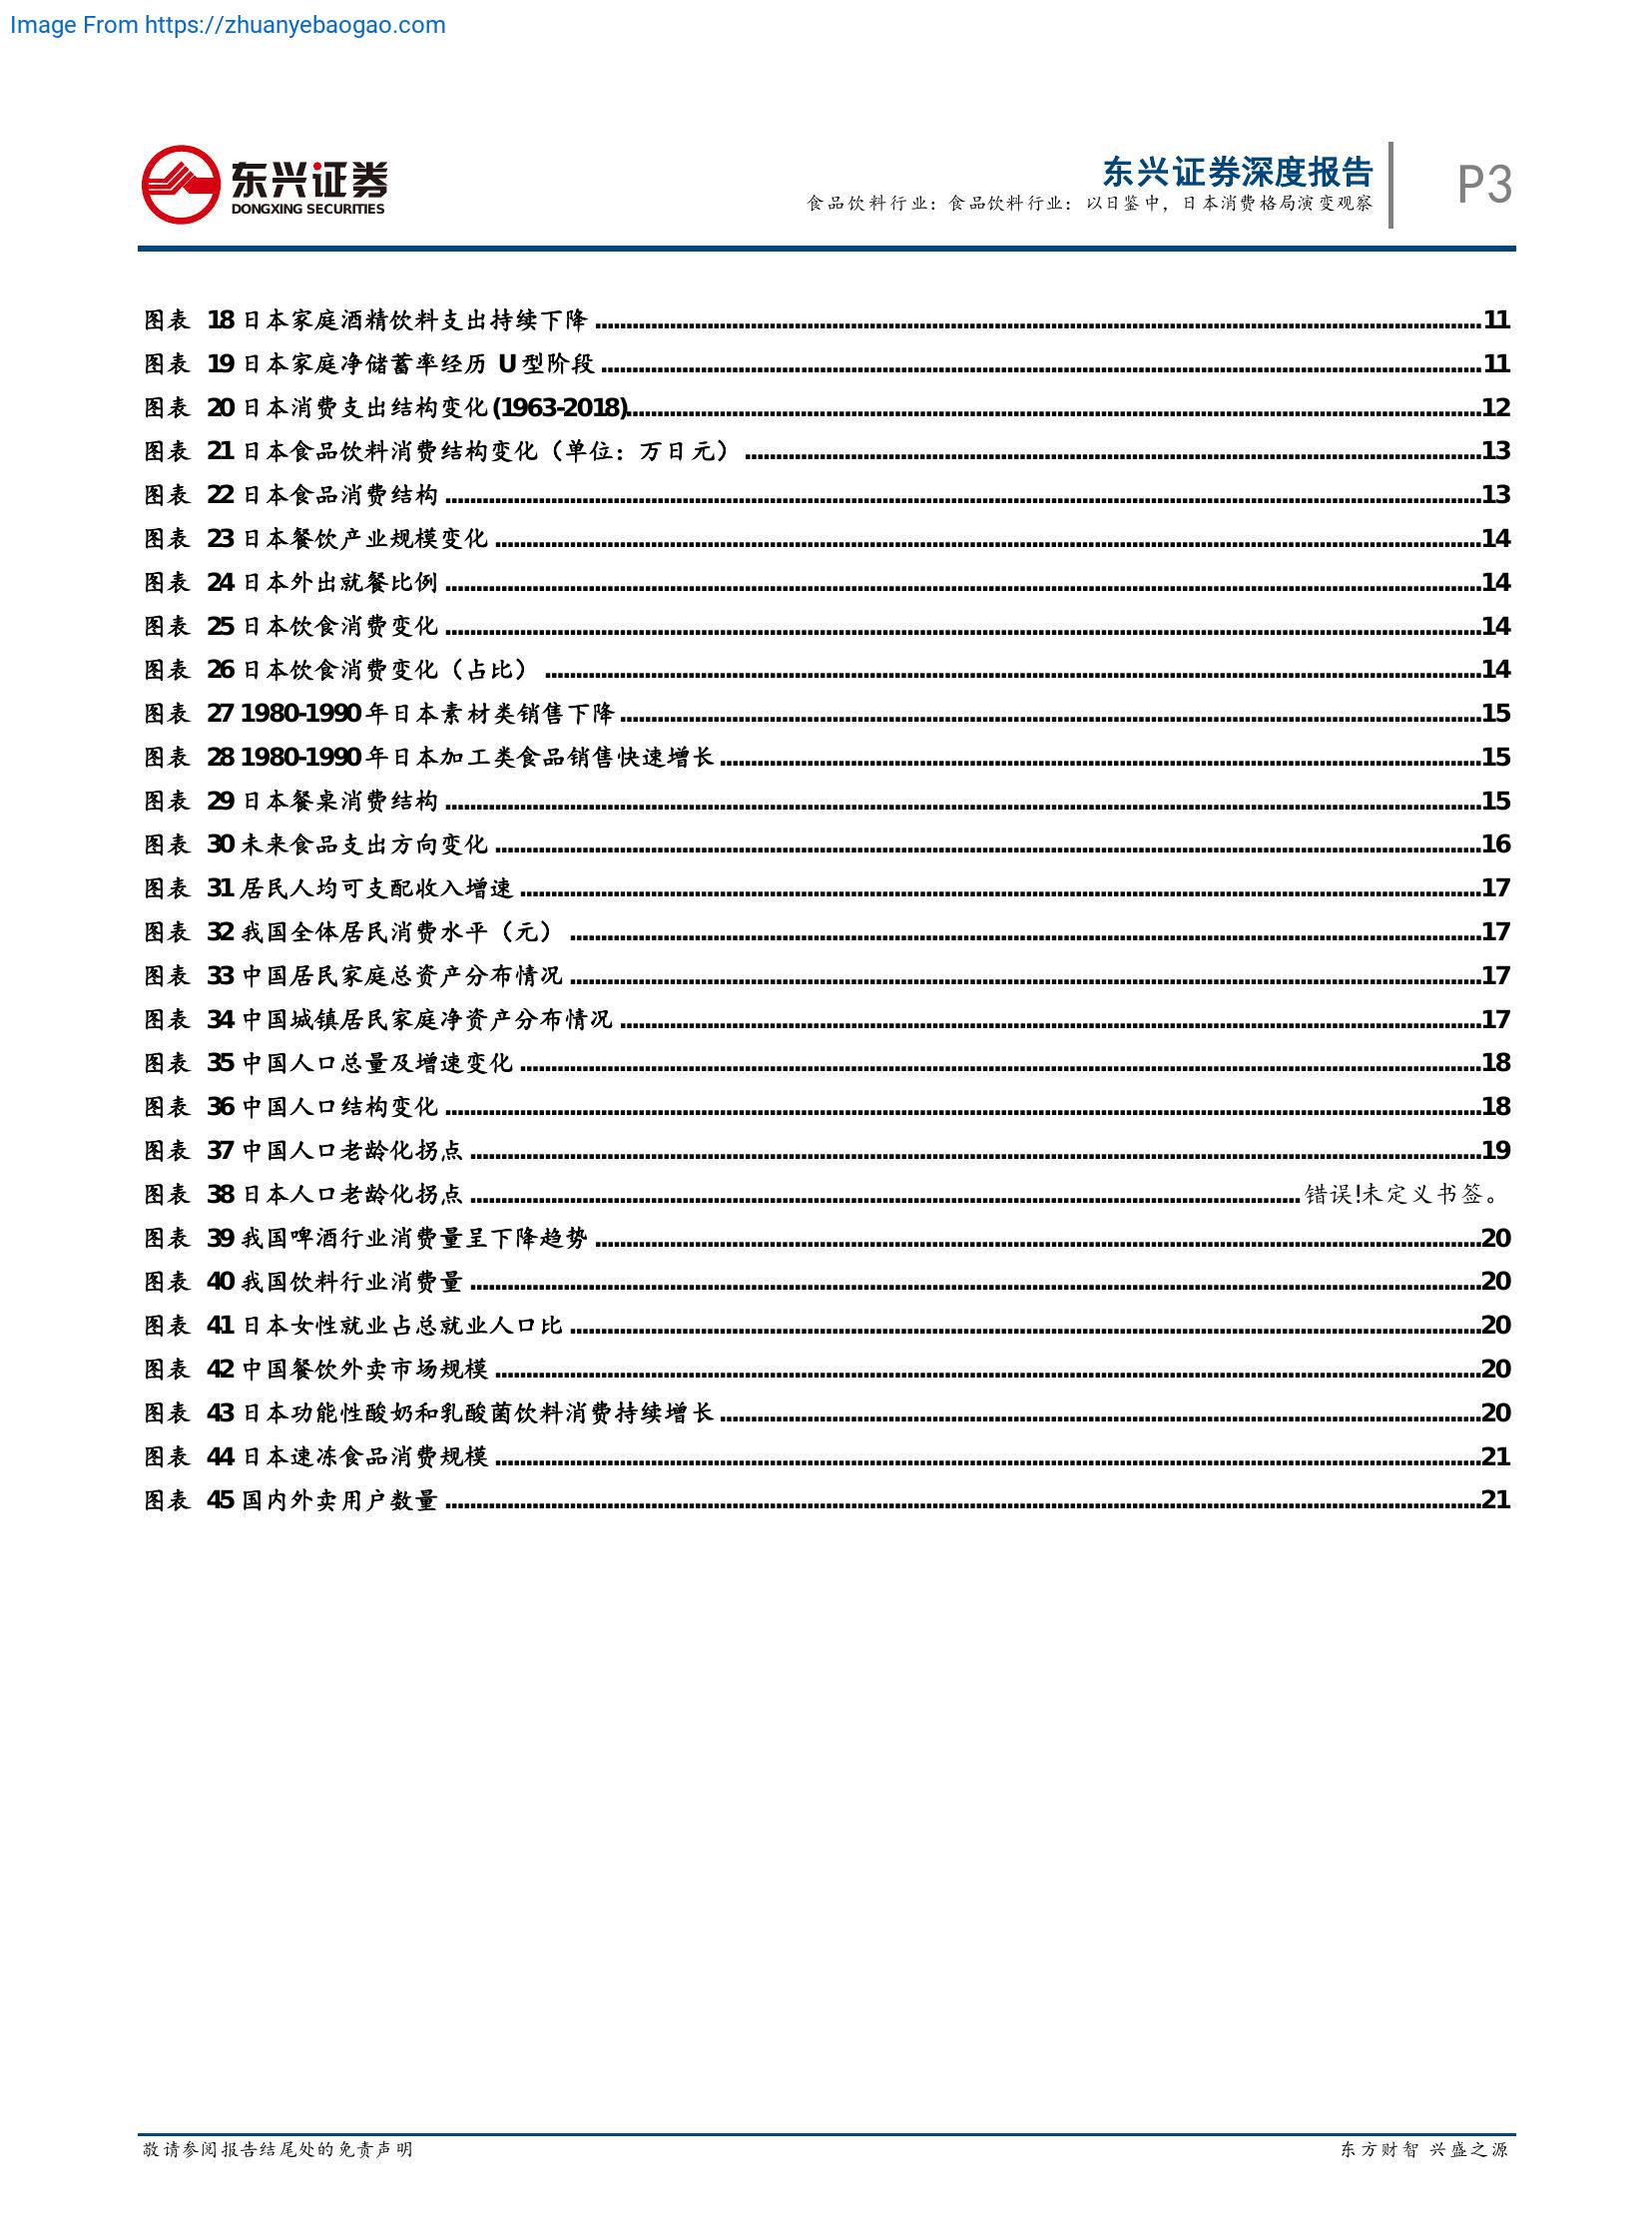 Image From https://zhuanyebaogao.com
东兴证券
DONGXING SECURITIES
东兴证券深度报告
食品饮料行业：食品饮料行业：以日鉴中，日本消费格局演变观察
P3
图表 18 日本家庭酒精饮料支出持续下降 11
图表 19 日本家庭净储蓄率经历 U 型阶段 11
图表 20 日本消费支出结构变化(1963-2018) 12
图表 21 日本食品饮料消费结构变化（单位：万日元） 13
图表 22 日本食品消费结构 13
图表 23 日本餐饮产业规模变化 14
图表 24 日本外出就餐比例 14
图表 25 日本饮食消费变化 14
图表 26 日本饮食消费变化（占比） 14
图表 27 1980-1990 年日本素材类销售下降 15
图表 28 1980-1990 年日本加工类食品销售快速增长 15
图表 29 日本餐桌消费结构 15
图表 30 未来食品支出方向变化 16
图表 31 居民人均可支配收入增速 17
图表 32 我国全体居民消费水平（元） 17
图表 33 中国居民家庭总资产分布情况 17
图表 34 中国城镇居民家庭净资产分布情况 17
图表 35 中国人口总量及增速变化 18
图表 36 中国人口结构变化 18
图表 37 中国人口老龄化拐点 19
图表 38 日本人口老龄化拐点 错误!未定义书签。
图表 39 我国啤酒行业消费量呈下降趋势 20
图表 40 我国饮料行业消费量 20
图表 41 日本女性就业占总就业人口比 20
图表 42 中国餐饮外卖市场规模 20
图表 43 日本功能性酸奶和乳酸菌饮料消费持续增长 20
图表 44 日本速冻食品消费规模 21
图表 45 国内外卖用户数量 21
敬请参阅报告结尾处的免责声明
东方财智 兴盛之源